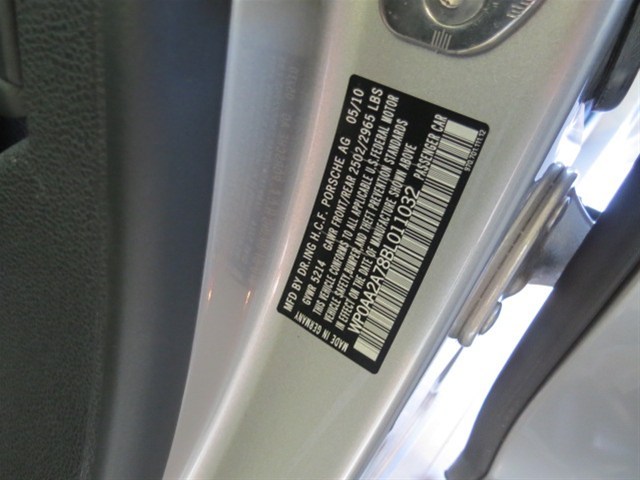 MFD BY DR.ING H.C.F. PORSCHE AG 05/10
GVWR 5214 GAWR FRONT/REAR 2502/2965 LBS
THIS VEHICLE CONFORMS TO ALL APPLICABLE U.S.FEDERAL MOTOR
VEHICLE SAFETY,BUMPER,AND THEFT PREVENTION STANDARDS
IN EFFECT ON THE DATE OF MANUFACTURE SHOWN ABOVE
WP0AA2A78BL011032 PASSENGER CAR
MADE IN GERMANY